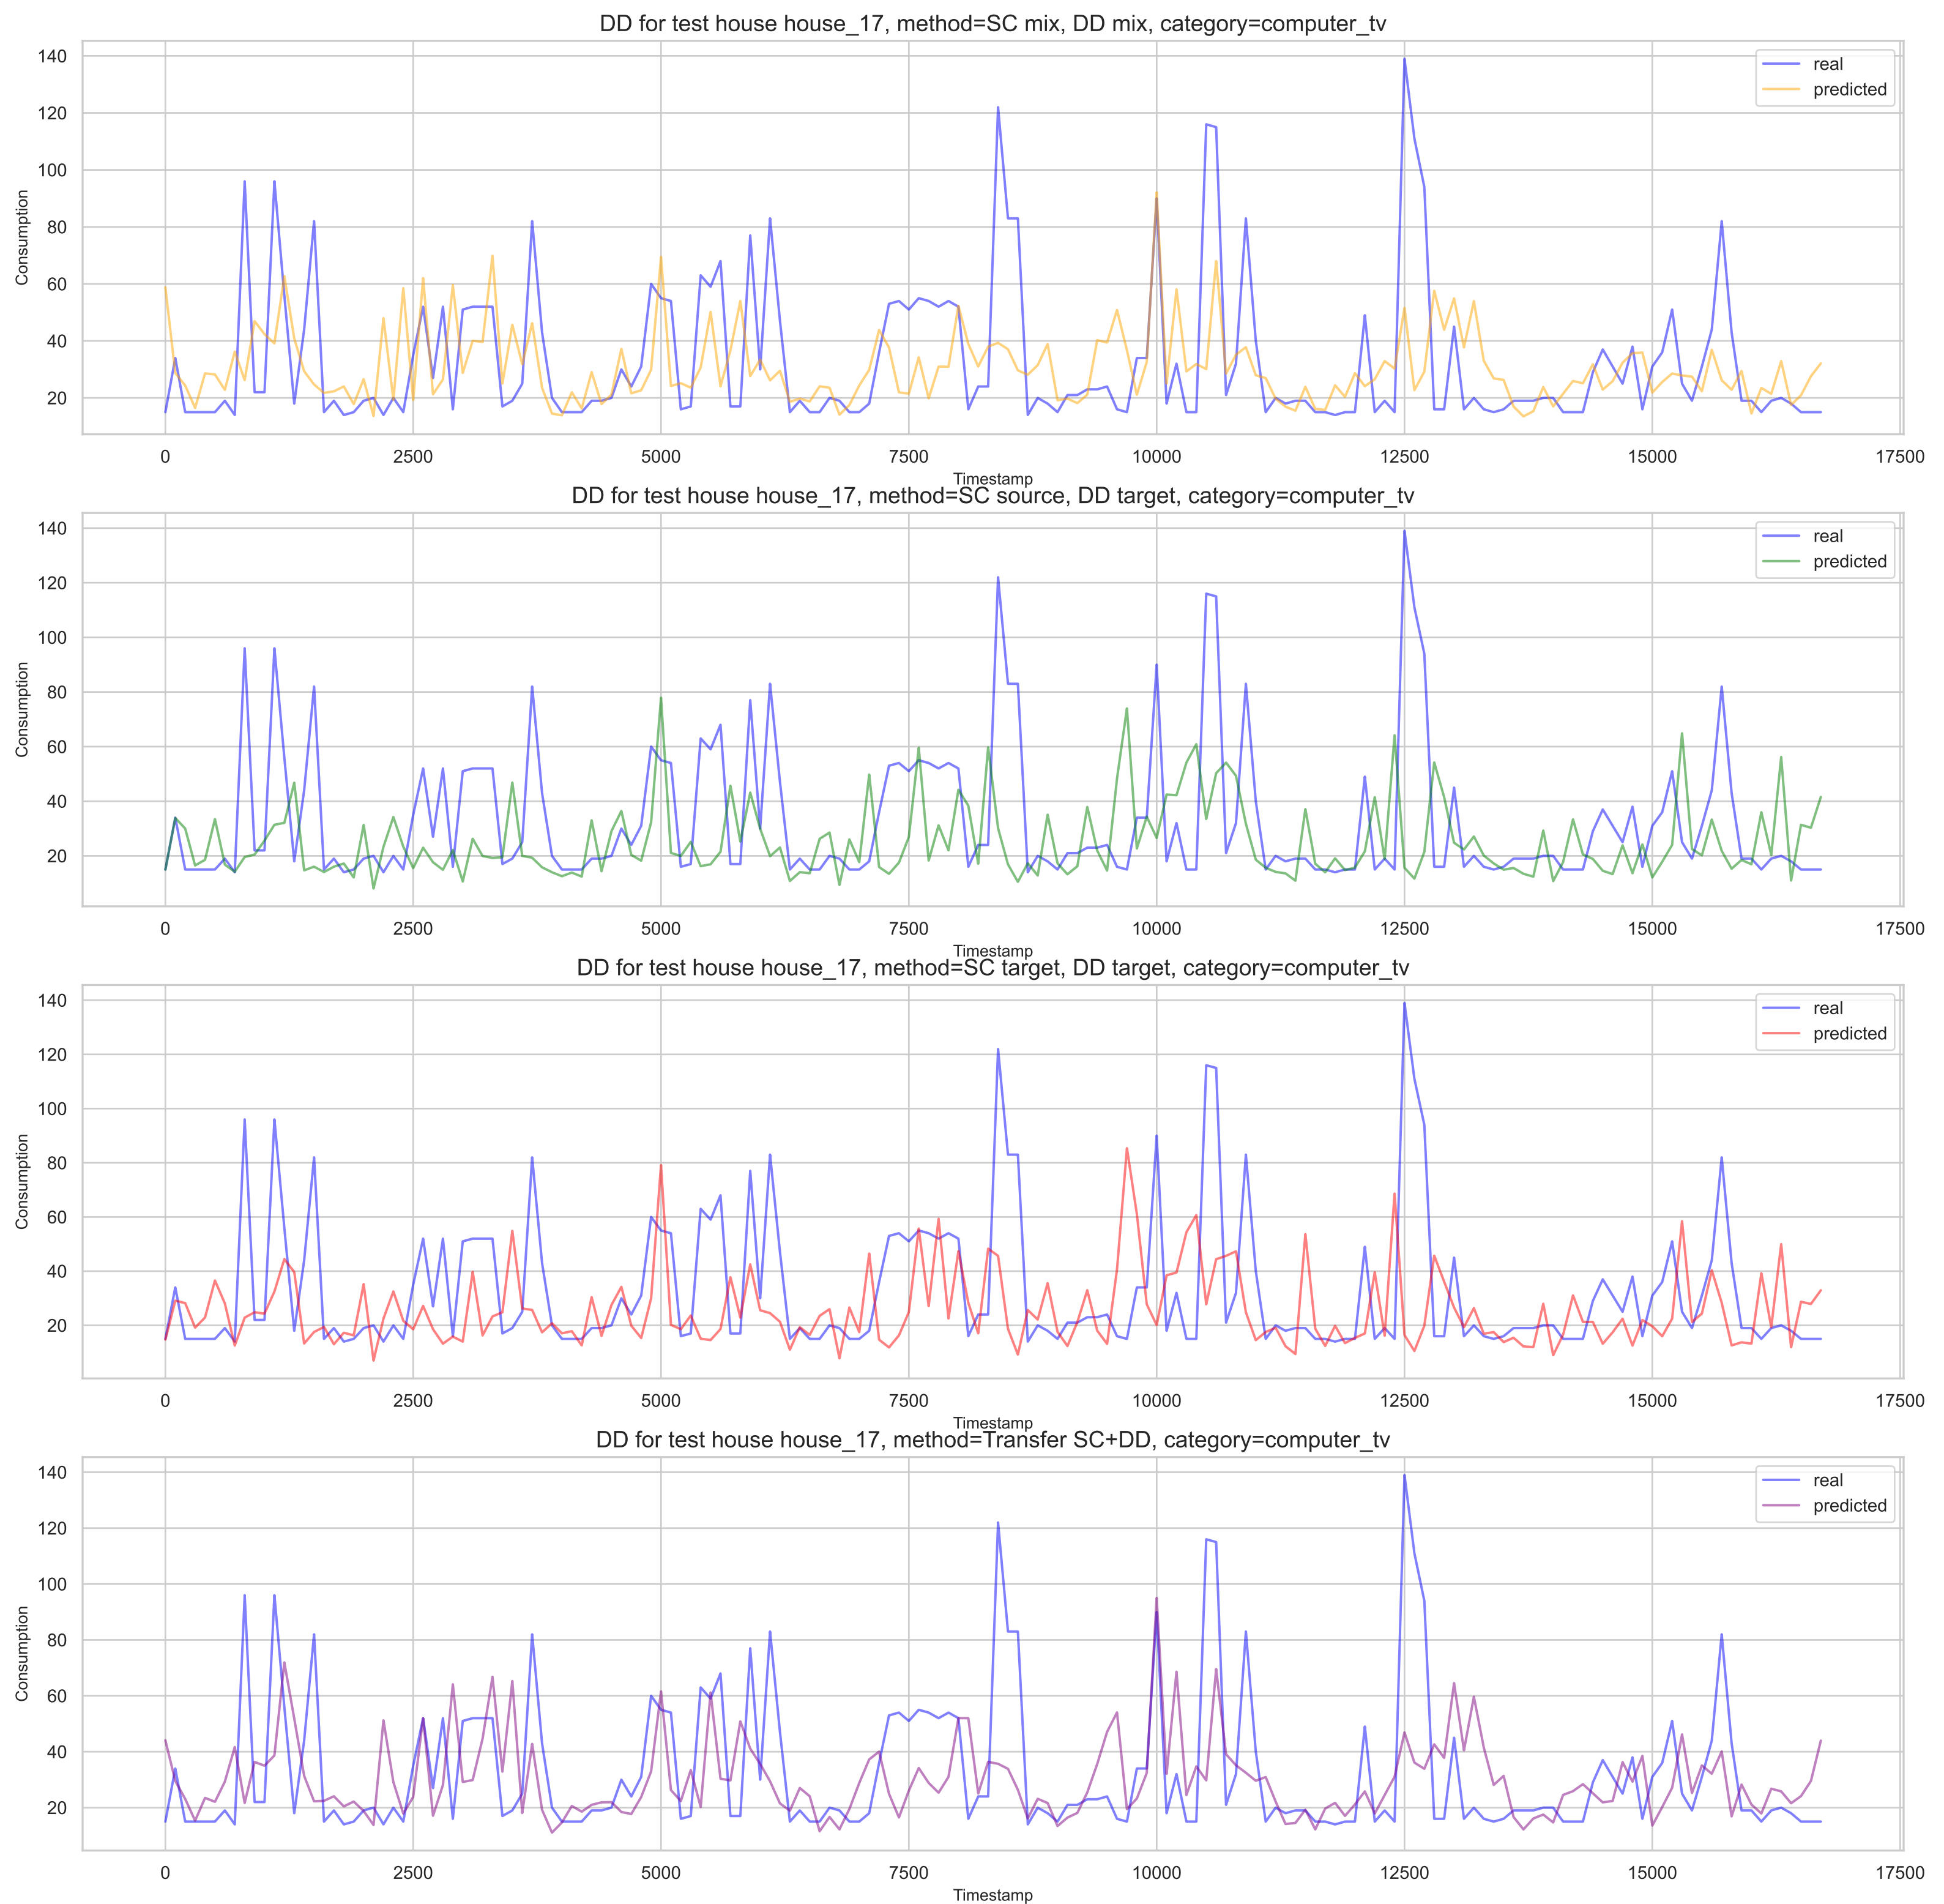 DD for test house house_17, method=SC mix, DD mix, category=computer_tv
140
120
100
80
60
40
20
Consumption
real
predicted
0 2500 5000 7500 10000 12500 15000 17500
Timestamp
DD for test house house_17, method=SC source, DD target, category=computer_tv
140
120
100
80
60
40
20
Consumption
real
predicted
0 2500 5000 7500 10000 12500 15000 17500
Timestamp
DD for test house house_17, method=SC target, DD target, category=computer_tv
140
120
100
80
60
40
20
Consumption
real
predicted
0 2500 5000 7500 10000 12500 15000 17500
Timestamp
DD for test house house_17, method=Transfer SC+DD, category=computer_tv
140
120
100
80
60
40
20
Consumption
real
predicted
0 2500 5000 7500 10000 12500 15000 17500
Timestamp